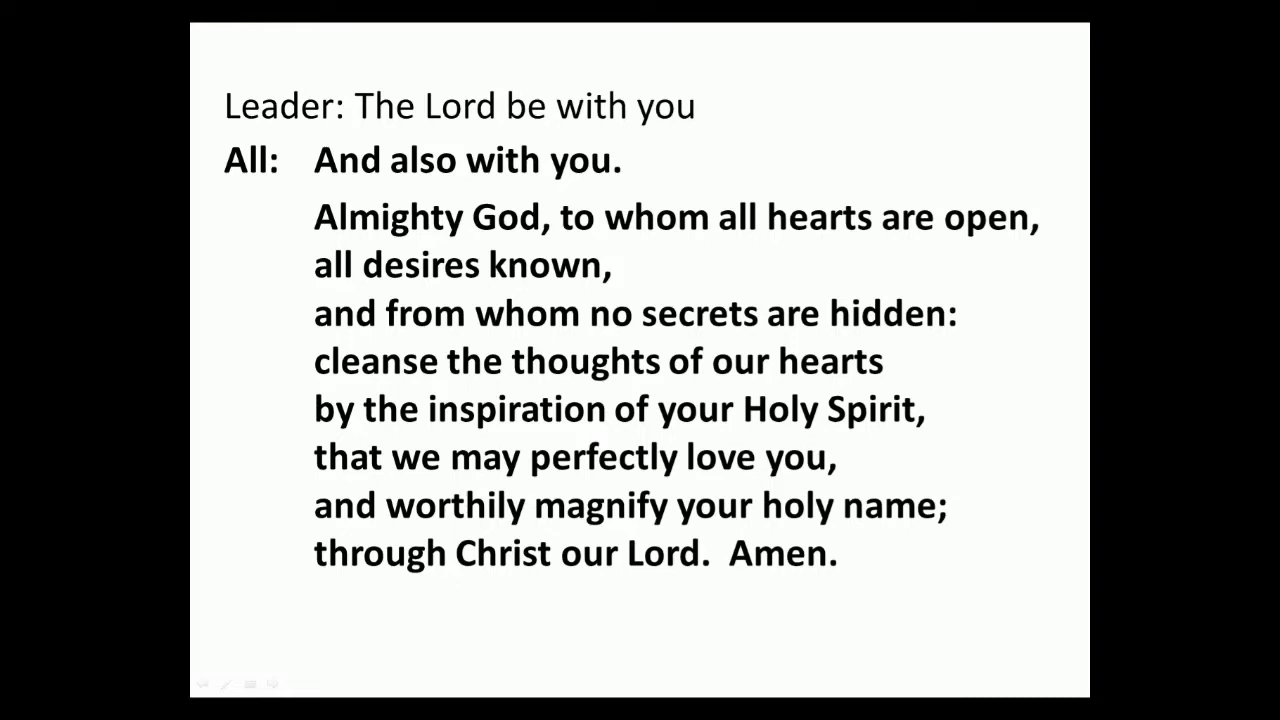 Leader: The Lord be with you
All: And also with you.
Almighty God, to whom all hearts are open,
all desires known,
and from whom no secrets are hidden:
cleanse the thoughts of our hearts
by the inspiration of your Holy Spirit,
that we may perfectly love you,
and worthily magnify your holy name;
through Christ our Lord.  Amen.